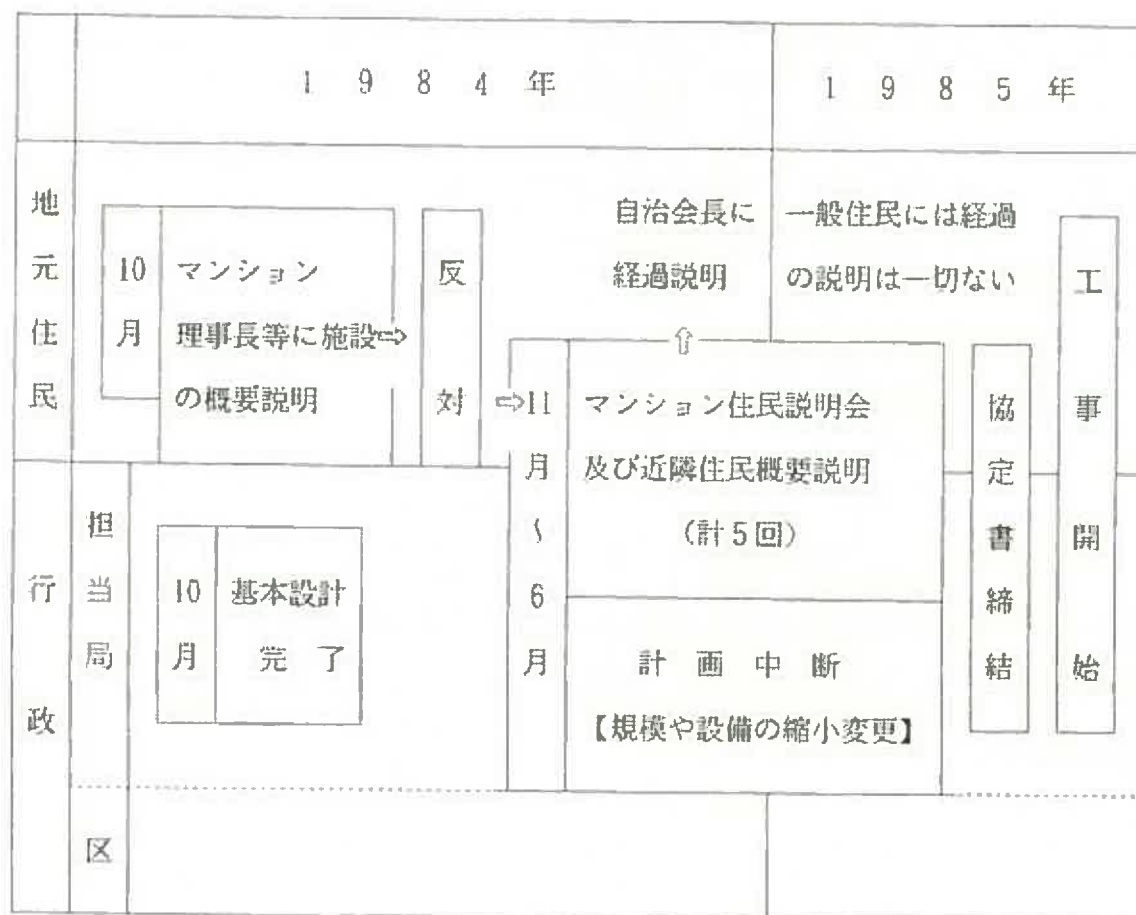 1984年
1985年
地元住民
10月
マンション
理事長等に施設⇨
の概要説明
反対
⇨11月〜6月
自治会長に
経過説明
⇧
一般住民には経過
の説明は一切ない
マンション住民説明会
及び近隣住民概要説明
(計5回)
計画中断
【規模や設備の縮小変更】
協定書締結
工事開始
行政
担当局
10月
基本設計
完了
区